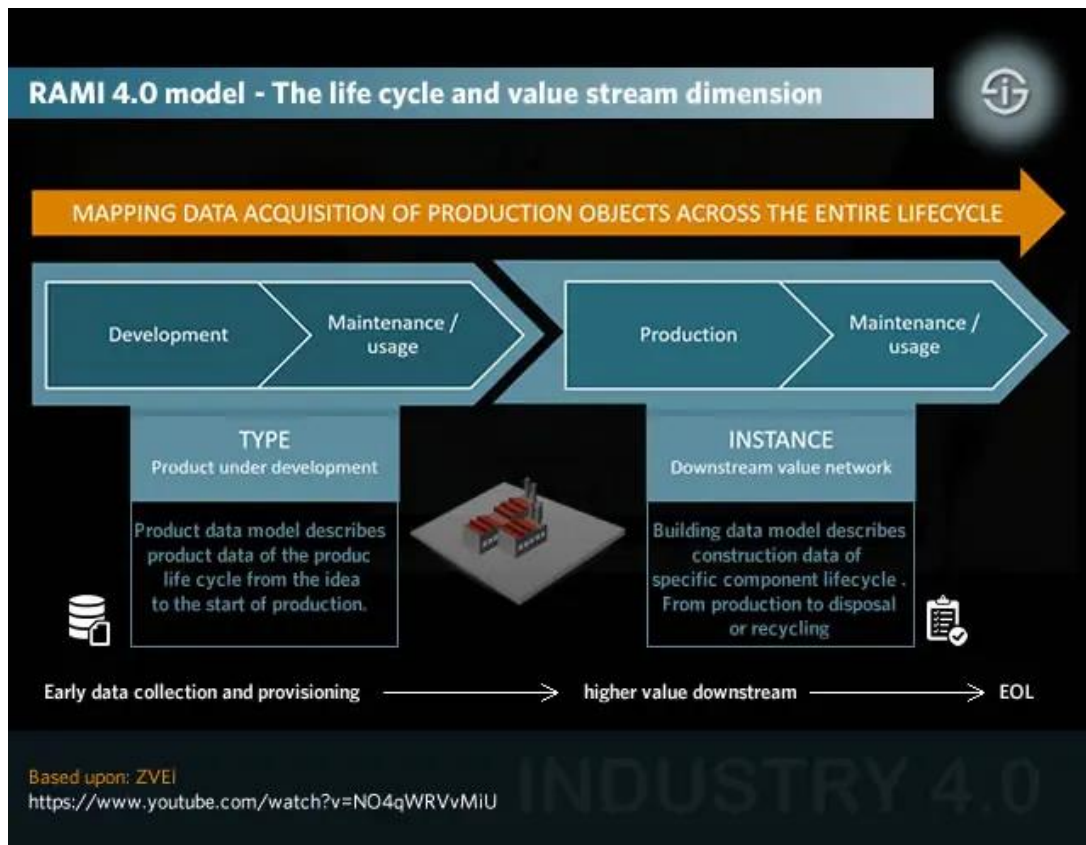 RAMI 4.0 model - The life cycle and value stream dimension
MAPPING DATA ACQUISITION OF PRODUCTION OBJECTS ACROSS THE ENTIRE LIFECYCLE
Development
Maintenance /
usage
Production
Maintenance /
usage
TYPE
Product under development
Product data model describes
product data of the produc
life cycle from the idea
to the start of production.
INSTANCE
Downstream value network
Building data model describes
construction data of
specific component lifecycle .
From production to disposal
or recycling
Early data collection and provisioning
higher value downstream
EOL
Based upon: ZVEI
https://www.youtube.com/watch?v=NO4qWRVvMiU
INDUSTRY 4.0